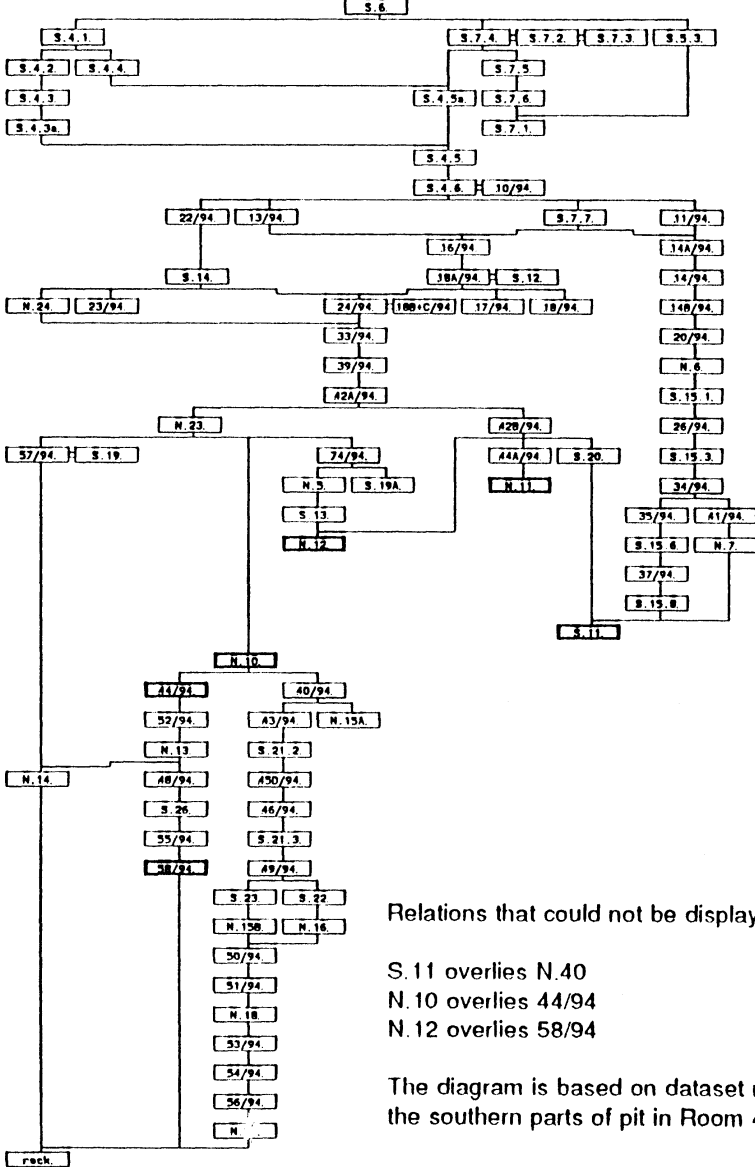 S.6.
S.4.1. S.7.4. S.7.2. S.7.3. S.5.3.
S.4.2. S.4.4. S.7.5.
S.4.3. S.4.5a. S.7.6.
S.4.3a. S.7.1.
S.4.5.
S.4.6. 10/94.
22/94. 13/94. S.7.7. 11/94.
16/94 14A/94.
S.14. S.12. 14/94.
N.24. 23/94 24/94. 17/94. 18/94. 14B/94.
33/94. 20/94.
39/94. N.6.
42A/94. S.15.1.
N.23. 42B/94. 26/94.
57/94. S.19. 74/94. 44A/94. S.20. S.15.3.
N.5. S.19A. N.11. 34/94.
S.13. 35/94. 41/94.
N.12. S.15.6. N.7.
37/94.
S.15.8.
S.11.
N.10.
44/94. 40/94.
52/94. 43/94 N.15A.
N.13 S.21.2.
N.14. 48/94. 45D/94
S.26. 46/94.
55/94. S.21.3.
58/94. 49/94.
S.23. S.22.
N.15B. N.16.
50/94.
51/94.
N.18.
53/94.
54/94.
56/94.
N.
rock.
Relations that could not be display
S.11 overlies N.40
N.10 overlies 44/94
N.12 overlies 58/94
The diagram is based on dataset
the southern parts of pit in Room